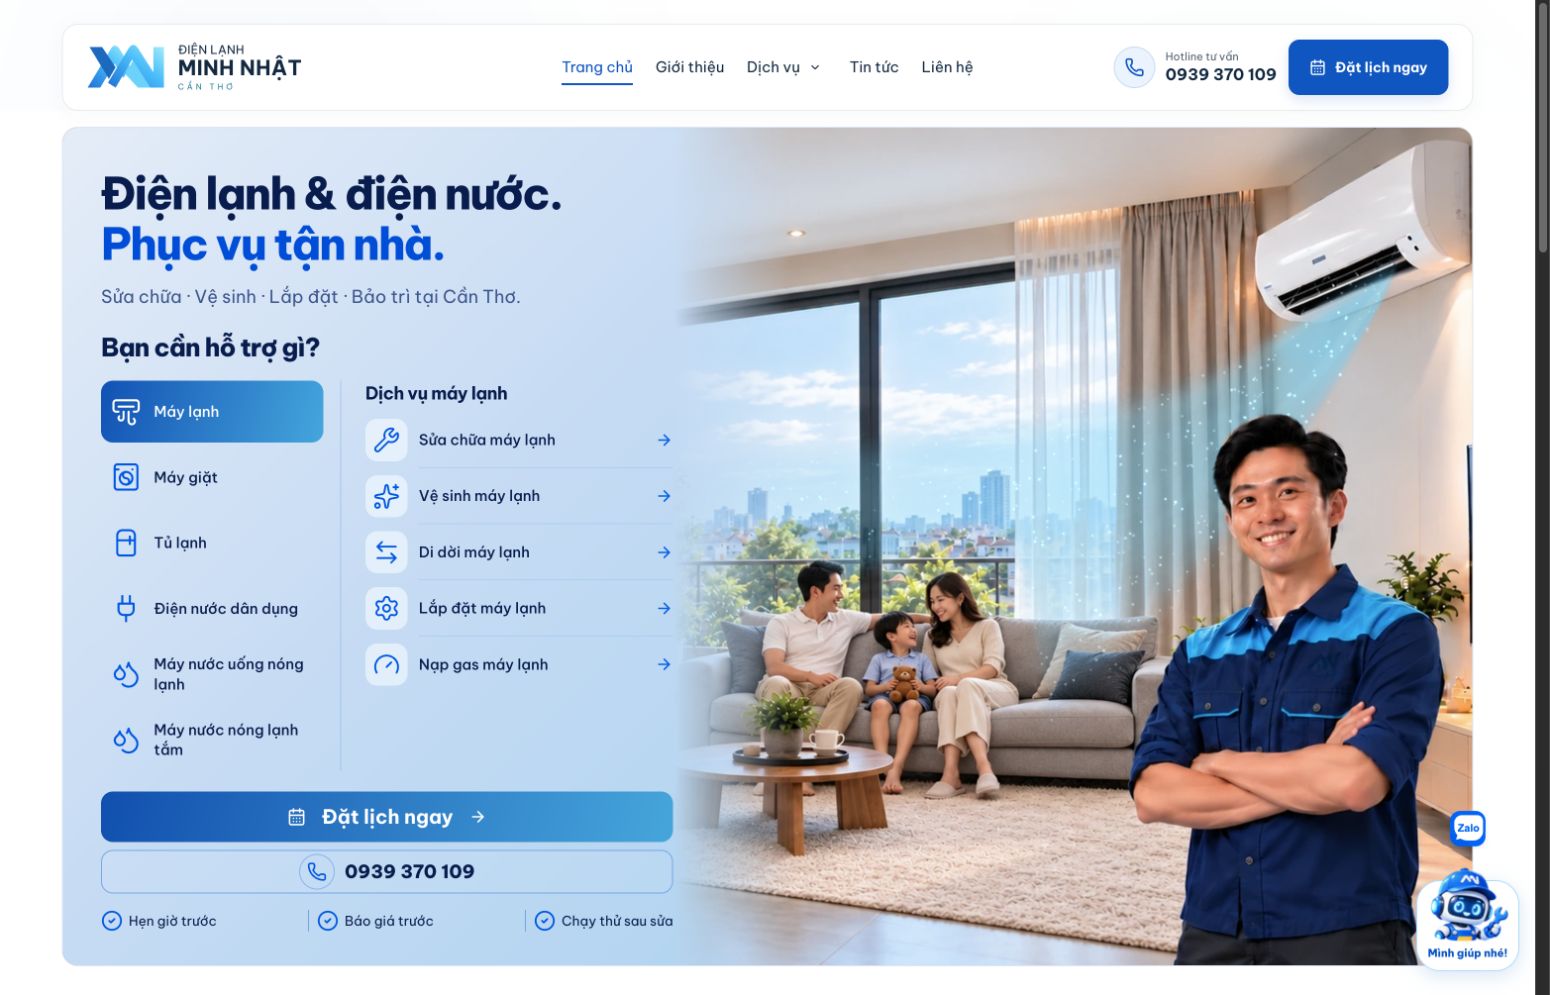 ĐIỆN LẠNH
MINH NHẬT
CẦN THƠ
Trang chủ
Giới thiệu
Dịch vụ
Tin tức
Liên hệ
Hotline tư vấn
0939 370 109
Đặt lịch ngay
Điện lạnh & điện nước.
Phục vụ tận nhà.
Sửa chữa · Vệ sinh · Lắp đặt · Bảo trì tại Cần Thơ.
Bạn cần hỗ trợ gì?
Máy lạnh
Máy giặt
Tủ lạnh
Điện nước dân dụng
Máy nước uống nóng
lạnh
Máy nước nóng lạnh
tắm
Dịch vụ máy lạnh
Sửa chữa máy lạnh
Vệ sinh máy lạnh
Di dời máy lạnh
Lắp đặt máy lạnh
Nạp gas máy lạnh
Đặt lịch ngay
0939 370 109
Hẹn giờ trước
Báo giá trước
Chạy thử sau sửa
Zalo
Mình giúp nhé!